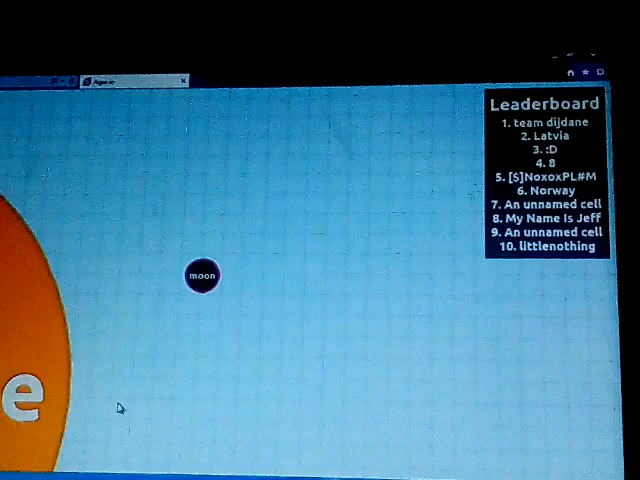 Agar.io
Leaderboard
1. team dijdane
2. Latvia
3. :D
4. 8
5. [$]NoxoxPL#M
6. Norway
7. An unnamed cell
8. My Name Is Jeff
9. An unnamed cell
10. littlenothing
moon
e